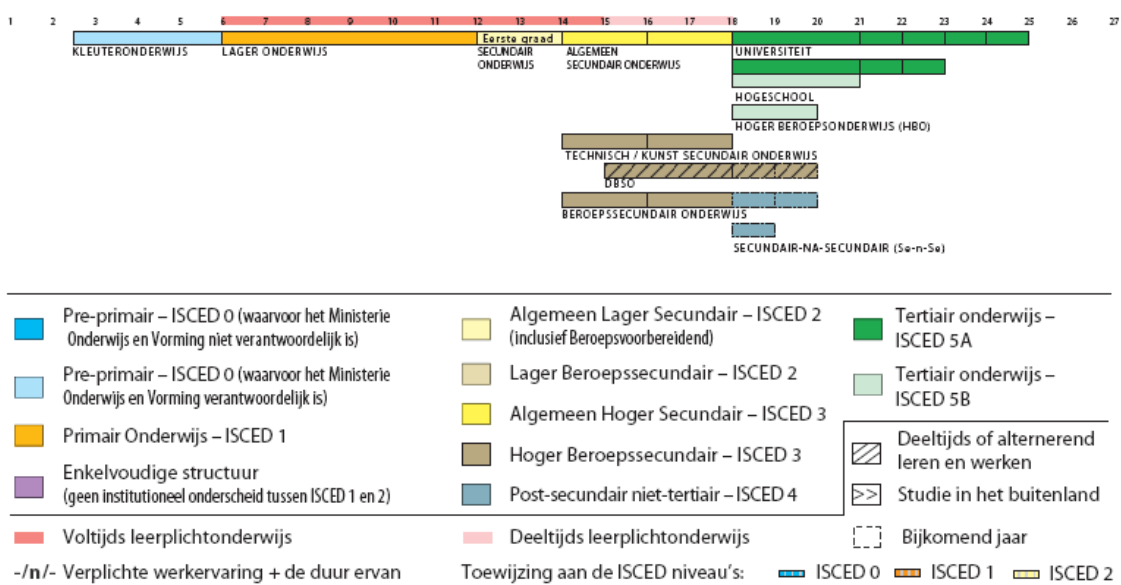 1 2 3 4 5 6 7 8 9 10 11 12 13 14 15 16 17 18 19 20 21 22 23 24 25 26 27
Eerste graad
KLEUTERONDERWIJS LAGER ONDERWIJS SECUNDAIR ALGEMEEN UNIVERSITEIT
ONDERWIJS SECUNDAIR ONDERWIJS
HOGESCHOOL
HOGER BEROEPSONDERWIJS (HBO)
TECHNISCH / KUNST SECUNDAIR ONDERWIJS
DBSO
BEROEPSSECUNDAIR ONDERWIJS
SECUNDAIR-NA-SECUNDAIR (Se-n-Se)
Pre-primair – ISCED 0 (waarvoor het Ministerie
Onderwijs en Vorming niet verantwoordelijk is)
Pre-primair – ISCED 0 (waarvoor het Ministerie
Onderwijs en Vorming verantwoordelijk is)
Primair Onderwijs – ISCED 1
Enkelvoudige structuur
(geen institutioneel onderscheid tussen ISCED 1 en 2)
Algemeen Lager Secundair – ISCED 2
(inclusief Beroepsvoorbereidend)
Lager Beroepssecundair – ISCED 2
Algemeen Hoger Secundair – ISCED 3
Hoger Beroepssecundair – ISCED 3
Post-secundair niet-tertiair – ISCED 4
Tertiair onderwijs –
ISCED 5A
Tertiair onderwijs –
ISCED 5B
Deeltijds of alternerend
leren en werken
>> Studie in het buitenland
Voltijds leerplichtonderwijs
Deeltijds leerplichtonderwijs
Bijkomend jaar
-/n/- Verplichte werkervaring + de duur ervan
Toewijzing aan de ISCED niveau's: ISCED 0 ISCED 1 ISCED 2